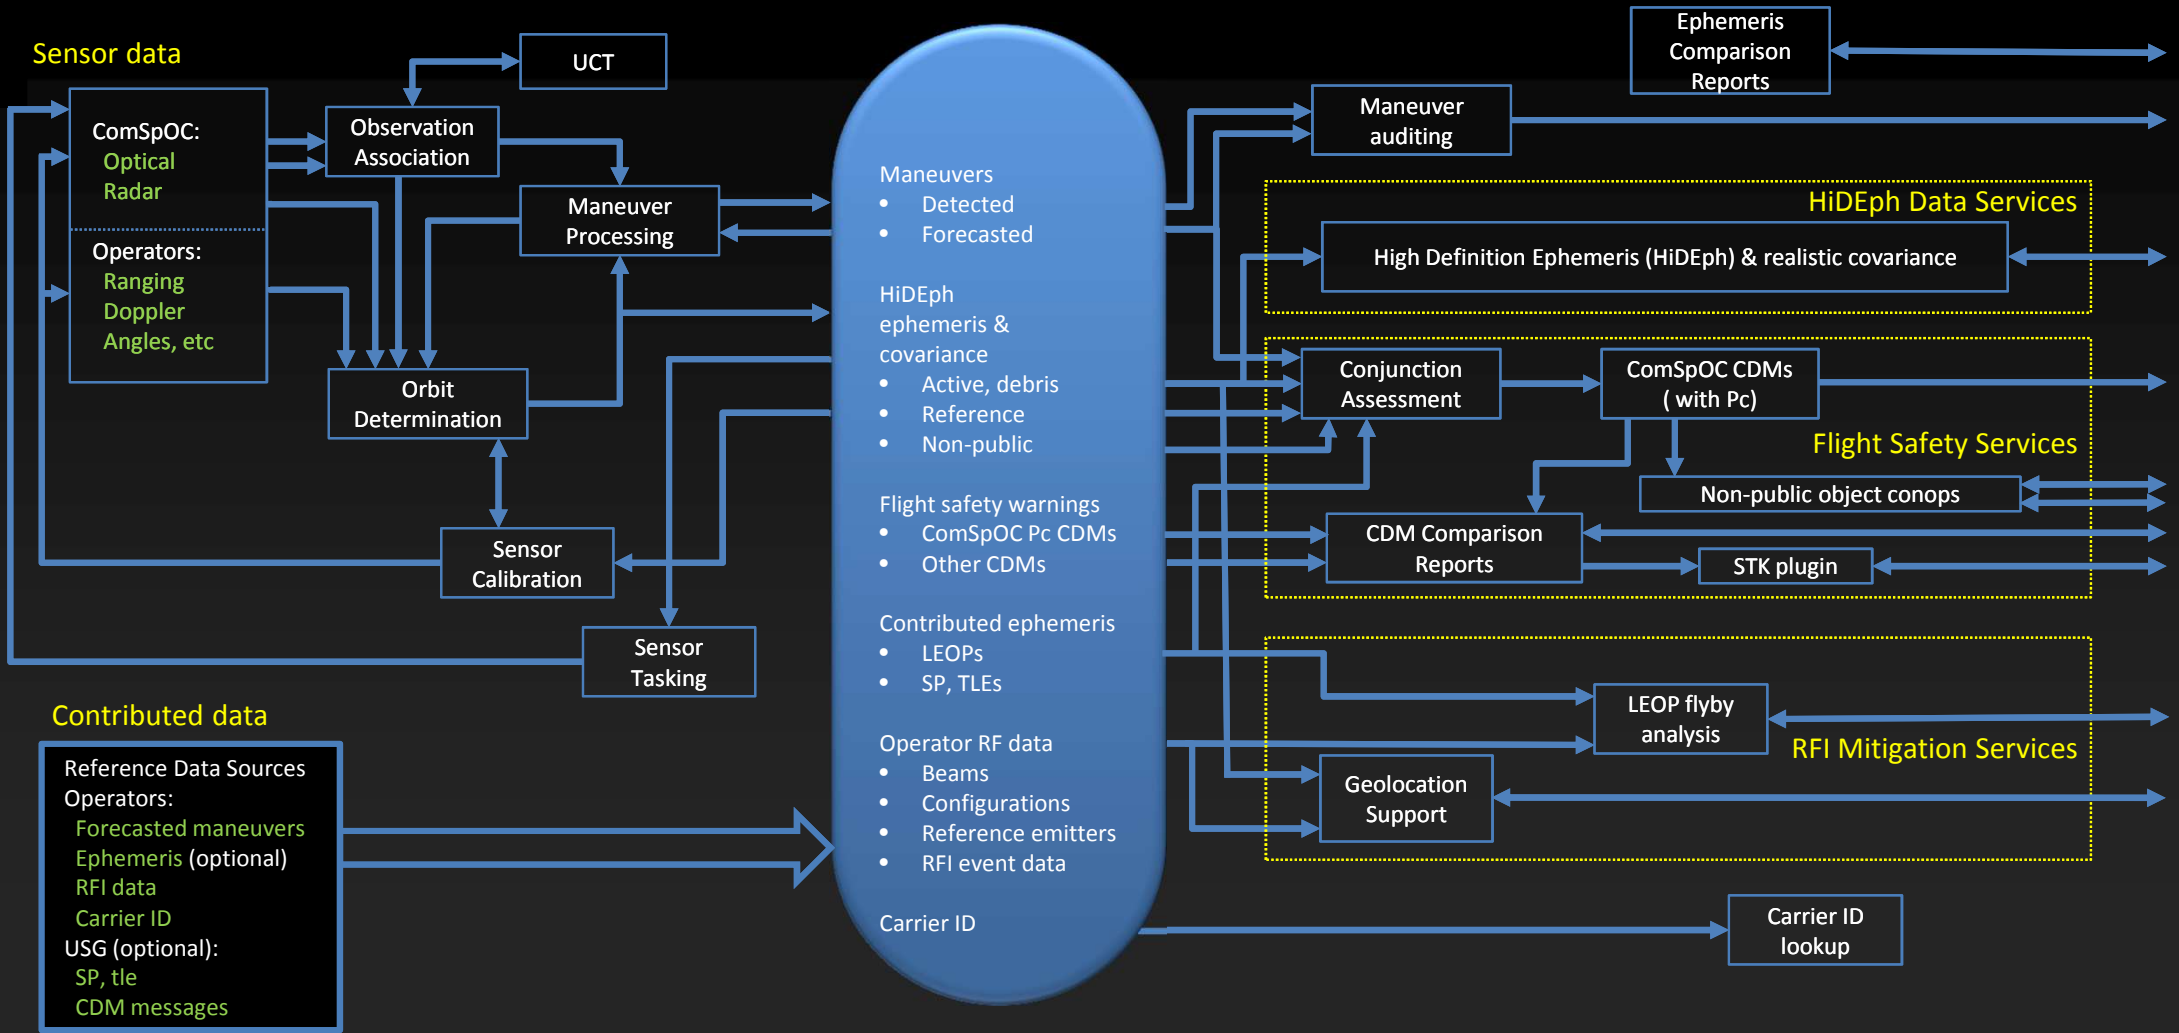 Sensor data
ComSpOC:
Optical
Radar
Operators:
Ranging
Doppler
Angles, etc
UCT
Observation
Association
Maneuver
Processing
Orbit
Determination
Sensor
Calibration
Sensor
Tasking
Contributed data
Reference Data Sources
Operators:
Forecasted maneuvers
Ephemeris (optional)
RFI data
Carrier ID
USG (optional):
SP, tle
CDM messages
Maneuvers
• Detected
• Forecasted
HiDEph
ephemeris &
covariance
• Active, debris
• Reference
• Non-public
Flight safety warnings
• ComSpOC Pc CDMs
• Other CDMs
Contributed ephemeris
• LEOPs
• SP, TLEs
Operator RF data
• Beams
• Configurations
• Reference emitters
• RFI event data
Carrier ID
Ephemeris
Comparison
Reports
Maneuver
auditing
HiDEph Data Services
High Definition Ephemeris (HiDEph) & realistic covariance
Conjunction
Assessment
ComSpOC CDMs
( with Pc)
Flight Safety Services
Non-public object conops
CDM Comparison
Reports
STK plugin
LEOP flyby
analysis
RFI Mitigation Services
Geolocation
Support
Carrier ID
lookup